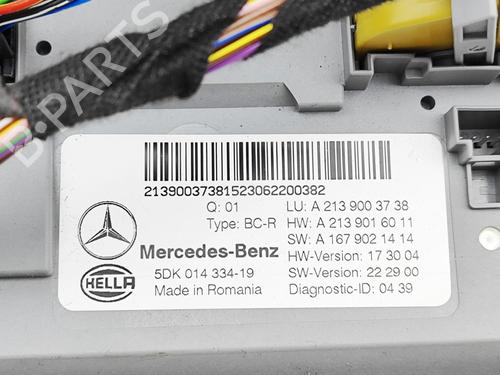 B-PARTS
21390037381523062200382
Q: 01 LU: A 213 900 37 38
Type: BC-R HW: A 213 901 60 11
SW: A 167 902 14 14
Mercedes-Benz HW-Version: 17 30 04
HELLA 5DK 014 334-19 SW-Version: 22 29 00
Made in Romania Diagnostic-ID: 04 39